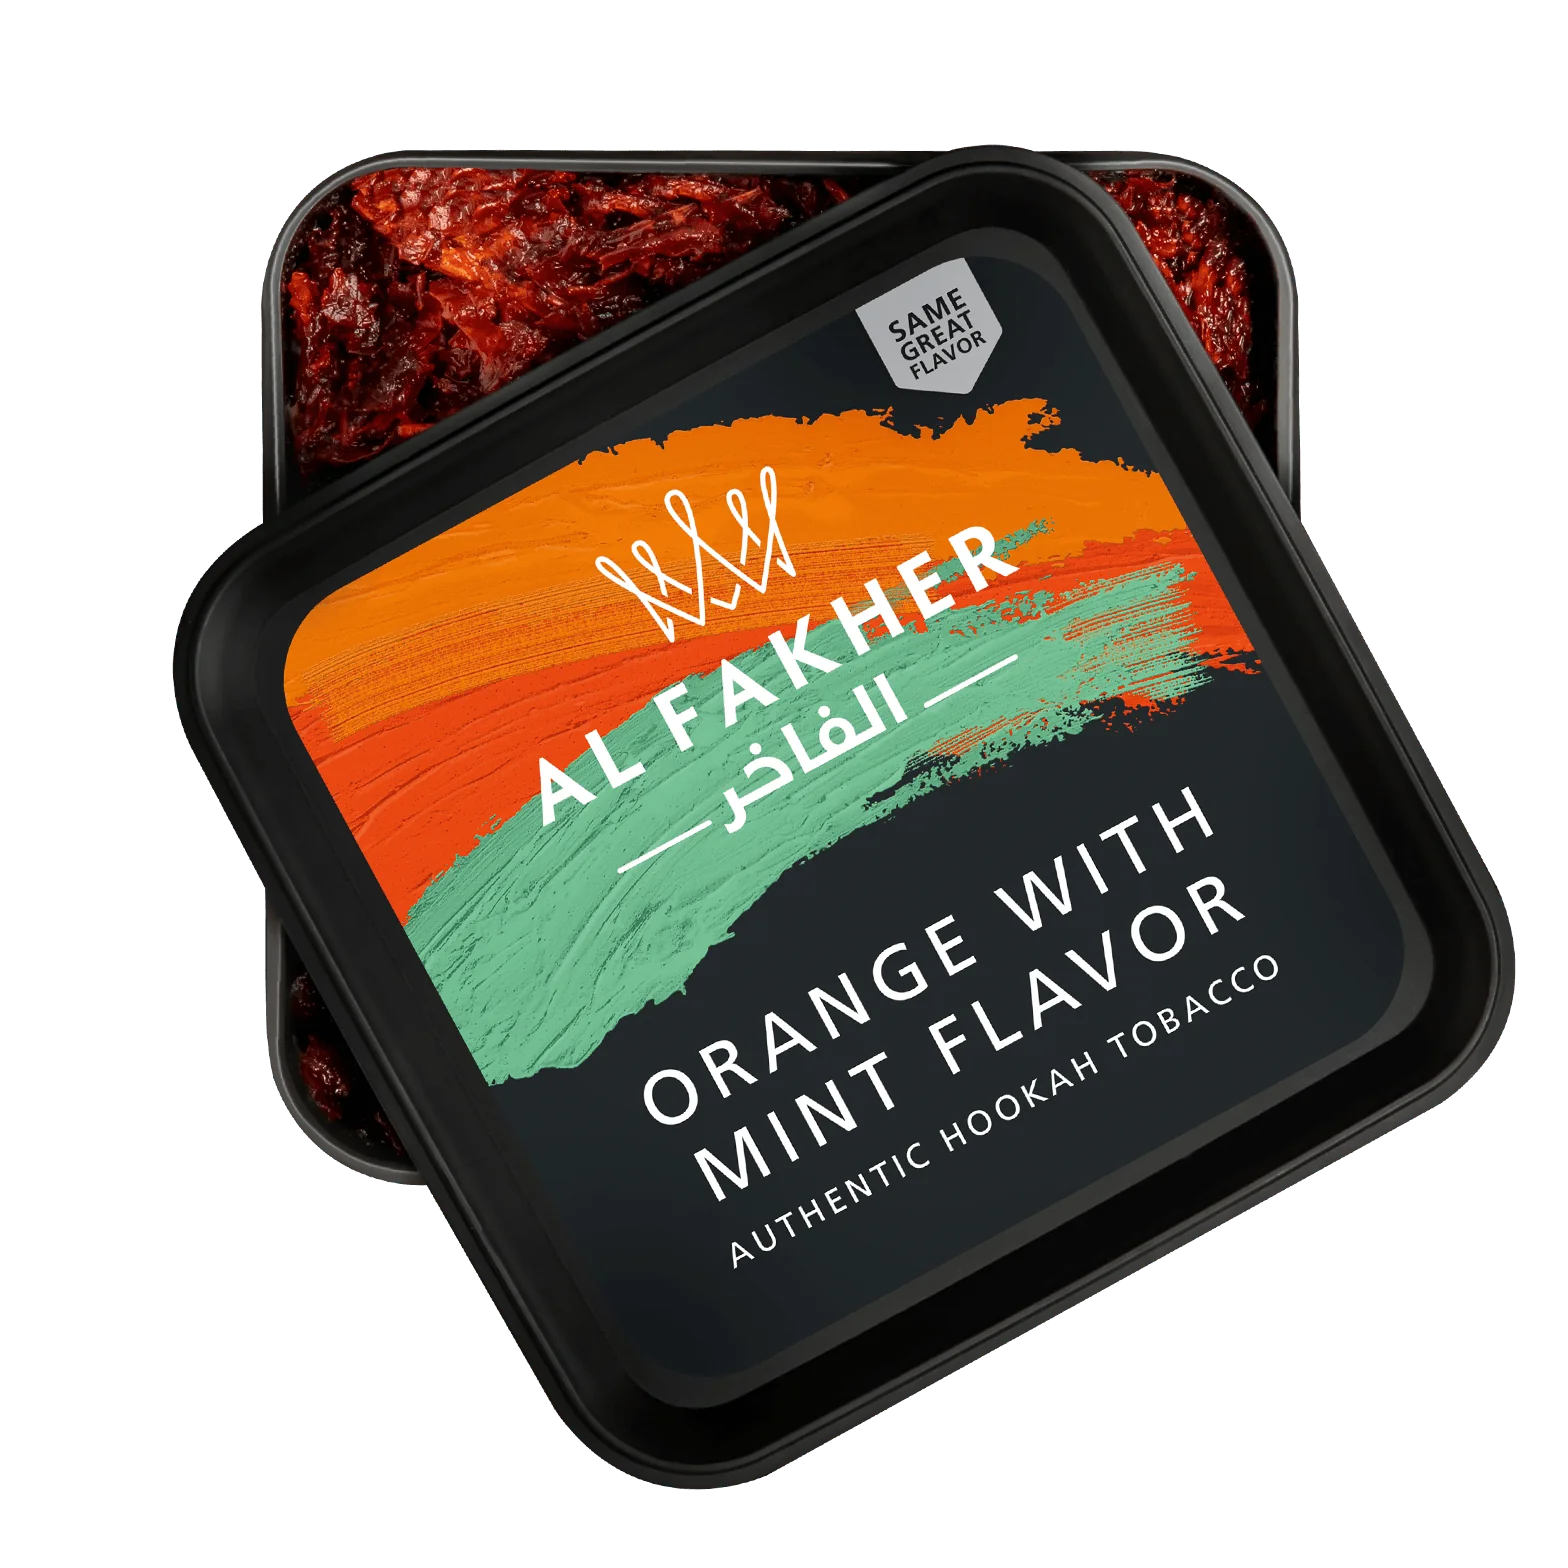 SAME
GREAT
FLAVOR
AL FAKHER
الفاخر
ORANGE WITH
MINT FLAVOR
AUTHENTIC HOOKAH TOBACCO